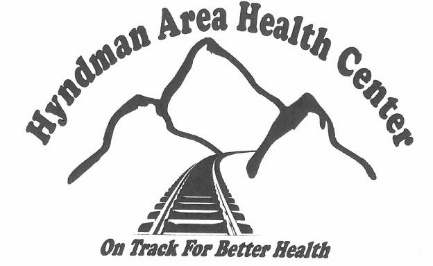 Hyndman Area Health Center
On Track For Better Health